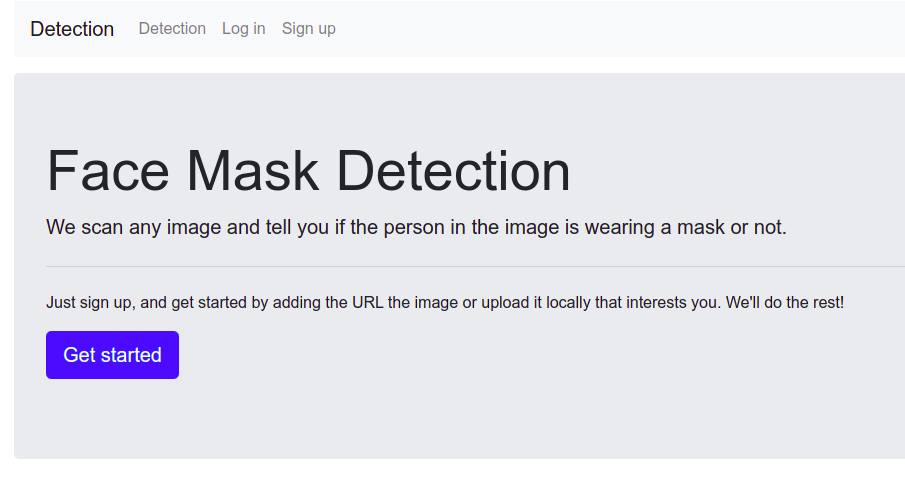 Detection Detection Log in Sign up
Face Mask Detection
We scan any image and tell you if the person in the image is wearing a mask or not.
Just sign up, and get started by adding the URL the image or upload it locally that interests you. We'll do the rest!
Get started